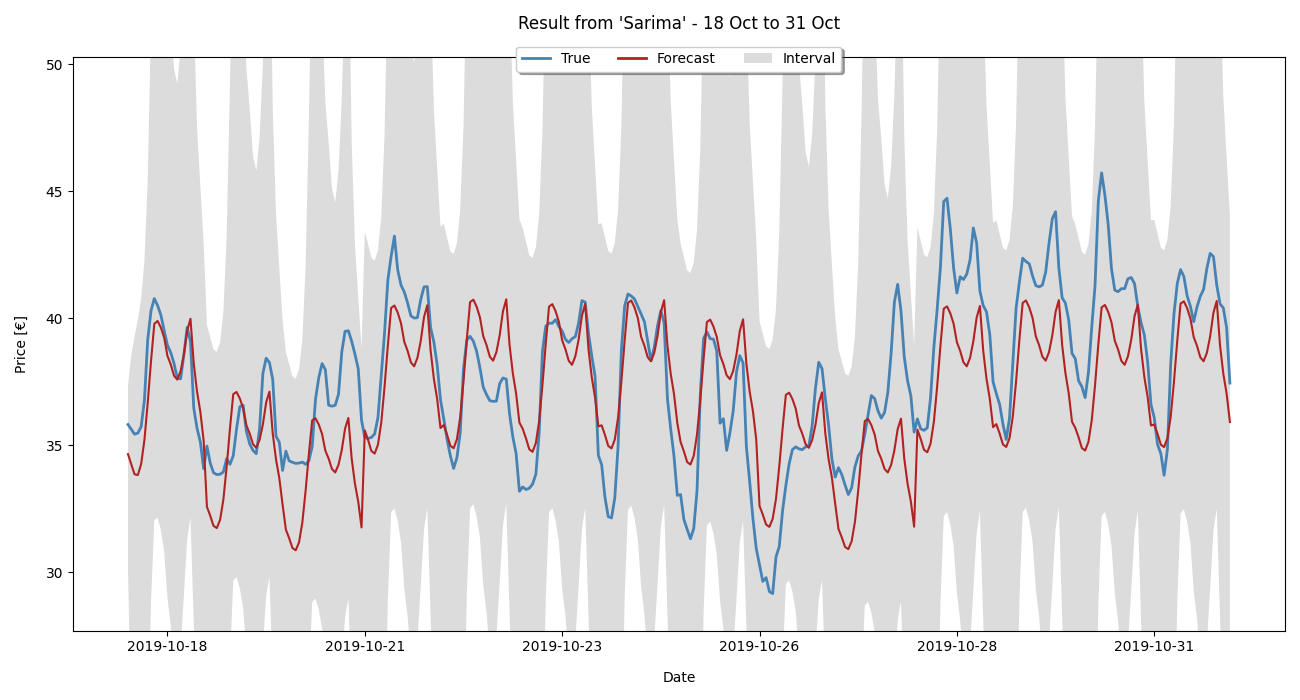 Result from 'Sarima' - 18 Oct to 31 Oct
True Forecast Interval
50
45
40
35
30
Price [€]
2019-10-18 2019-10-21 2019-10-23 2019-10-26 2019-10-28 2019-10-31
Date